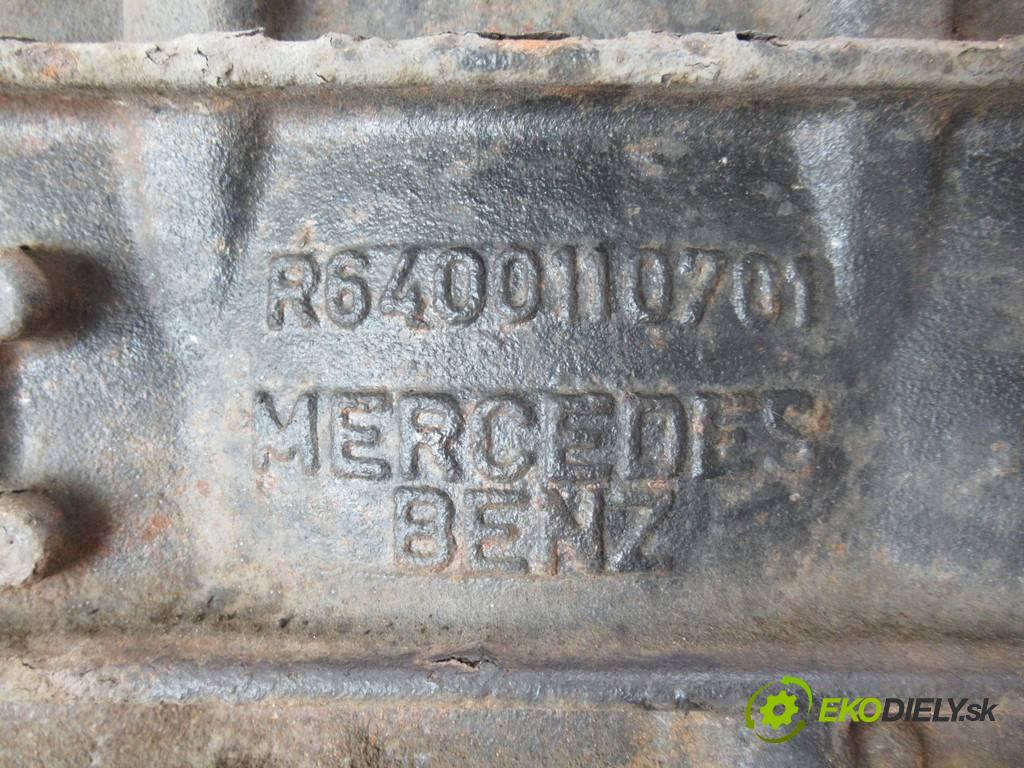 R6400110701
MERCEDES
BENZ
EKODIELY.sk